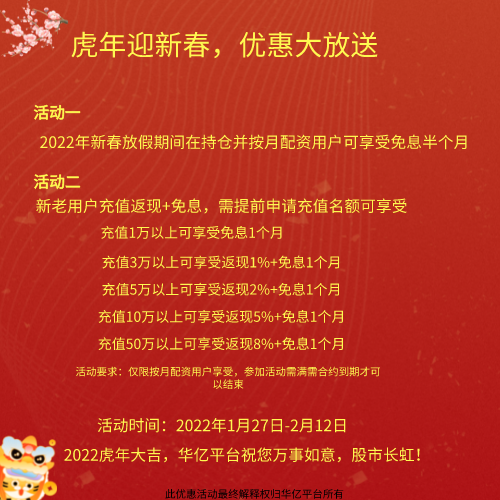 虎年迎新春，优惠大放送
活动一
2022年新春放假期间在持仓并按月配资用户可享受免息半个月
活动二
新老用户充值返现+免息，需提前申请充值名额可享受
充值1万以上可享受免息1个月
充值3万以上可享受返现1%+免息1个月
充值5万以上可享受返现2%+免息1个月
充值10万以上可享受返现5%+免息1个月
充值50万以上可享受返现8%+免息1个月
活动要求：仅限按月配资用户享受，参加活动需满需合约到期才可
以结束
活动时间：2022年1月27日-2月12日
2022虎年大吉，华亿平台祝您万事如意，股市长虹！
此优惠活动最终解释权归华亿平台所有